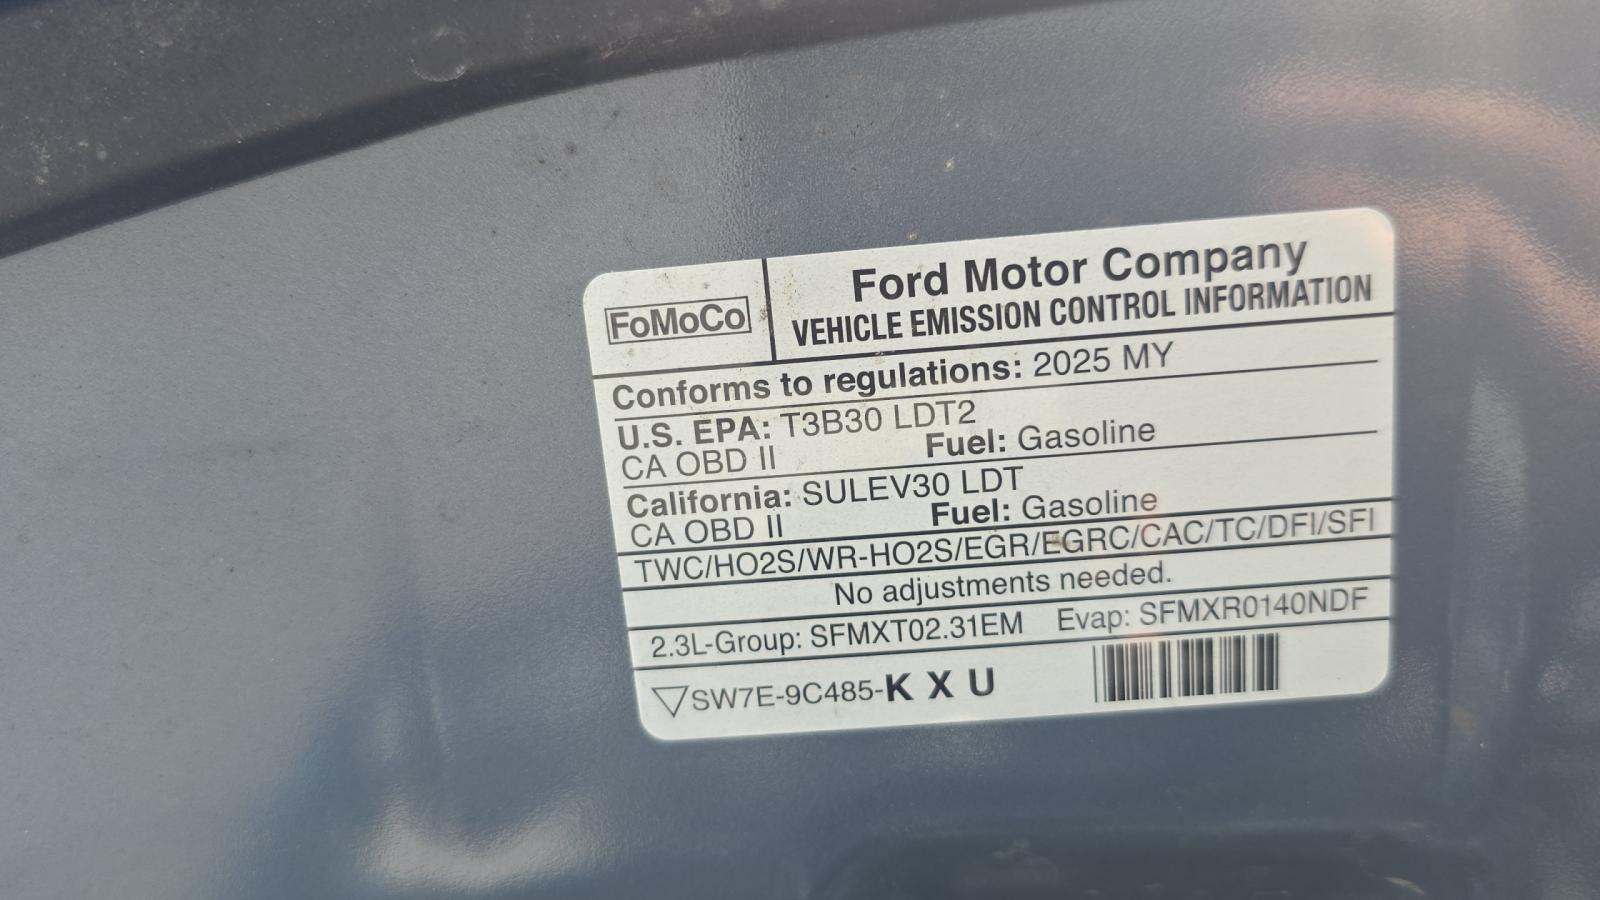 FoMoCo
Ford Motor Company
VEHICLE EMISSION CONTROL INFORMATION
Conforms to regulations: 2025 MY
U.S. EPA: T3B30 LDT2
CA OBD II Fuel: Gasoline
California: SULEV30 LDT
CA OBD II Fuel: Gasoline
TWC/HO2S/WR-HO2S/EGR/EGRC/CAC/TC/DFI/SFI
No adjustments needed.
2.3L-Group: SFMXT02.31EM Evap: SFMXR0140NDF
SW7E-9C485-K X U